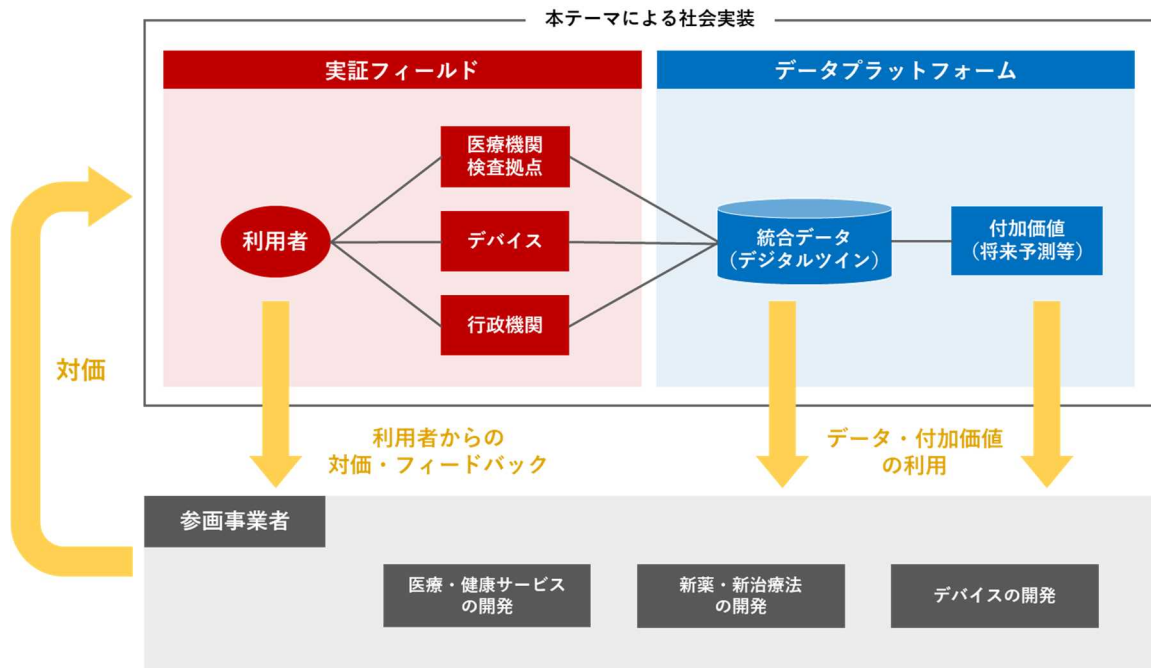 本テーマによる社会実装
実証フィールド
データプラットフォーム
医療機関
検査拠点
利用者
デバイス
行政機関
統合データ
（デジタルツイン）
付加価値
（将来予測等）
対価
利用者からの
対価・フィードバック
データ・付加価値
の利用
参画事業者
医療・健康サービス
の開発
新薬・新治療法
の開発
デバイスの開発